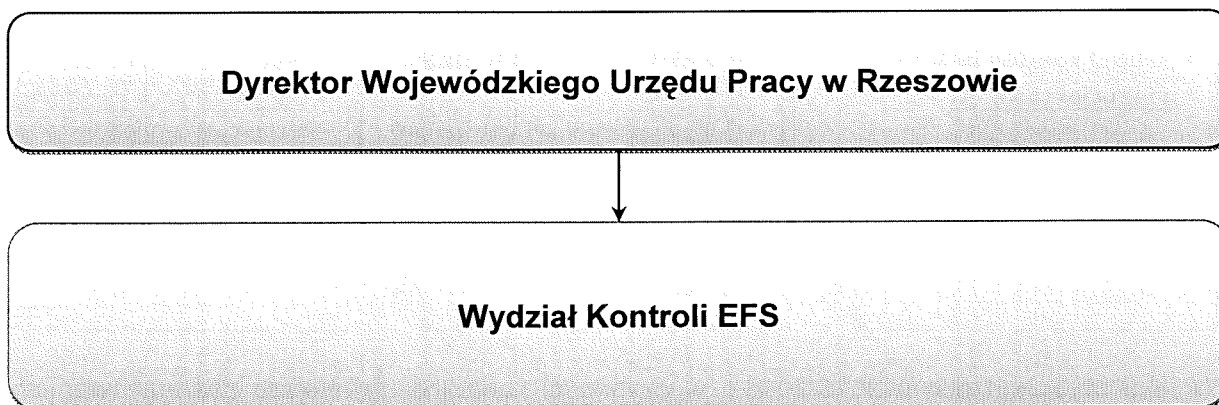 Dyrektor Wojewódzkiego Urzędu Pracy w Rzeszowie
Wydział Kontroli EFS